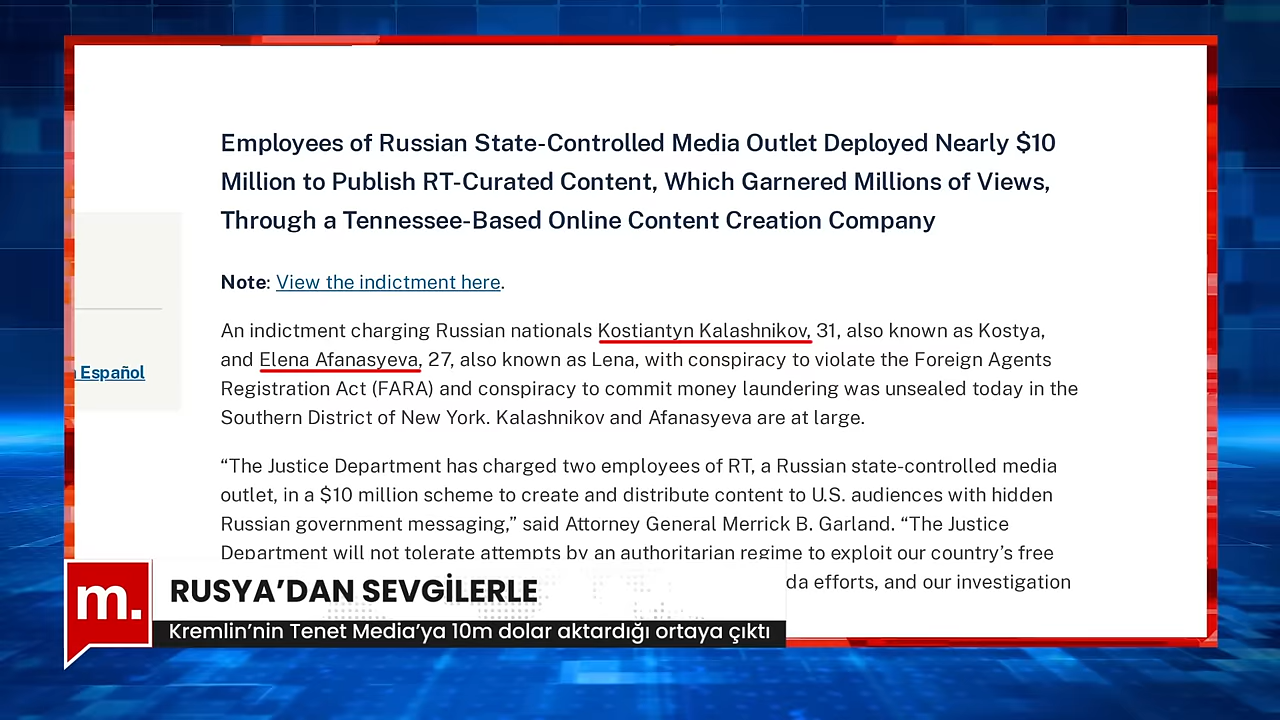 Employees of Russian State-Controlled Media Outlet Deployed Nearly $10
Million to Publish RT-Curated Content, Which Garnered Millions of Views,
Through a Tennessee-Based Online Content Creation Company
Note: View the indictment here.
An indictment charging Russian nationals Kostiantyn Kalashnikov, 31, also known as Kostya,
and Elena Afanasyeva, 27, also known as Lena, with conspiracy to violate the Foreign Agents
Español
Registration Act (FARA) and conspiracy to commit money laundering was unsealed today in the
Southern District of New York. Kalashnikov and Afanasyeva are at large.
“The Justice Department has charged two employees of RT, a Russian state-controlled media
outlet, in a $10 million scheme to create and distribute content to U.S. audiences with hidden
Russian government messaging,” said Attorney General Merrick B. Garland. “The Justice
Department will not tolerate attempts by an authoritarian regime to exploit our country’s free
efforts, and our investigation
m.
RUSYA’DAN SEVGİLERLE
Kremlin’nin Tenet Media’ya 10m dolar aktardığı ortaya çıktı